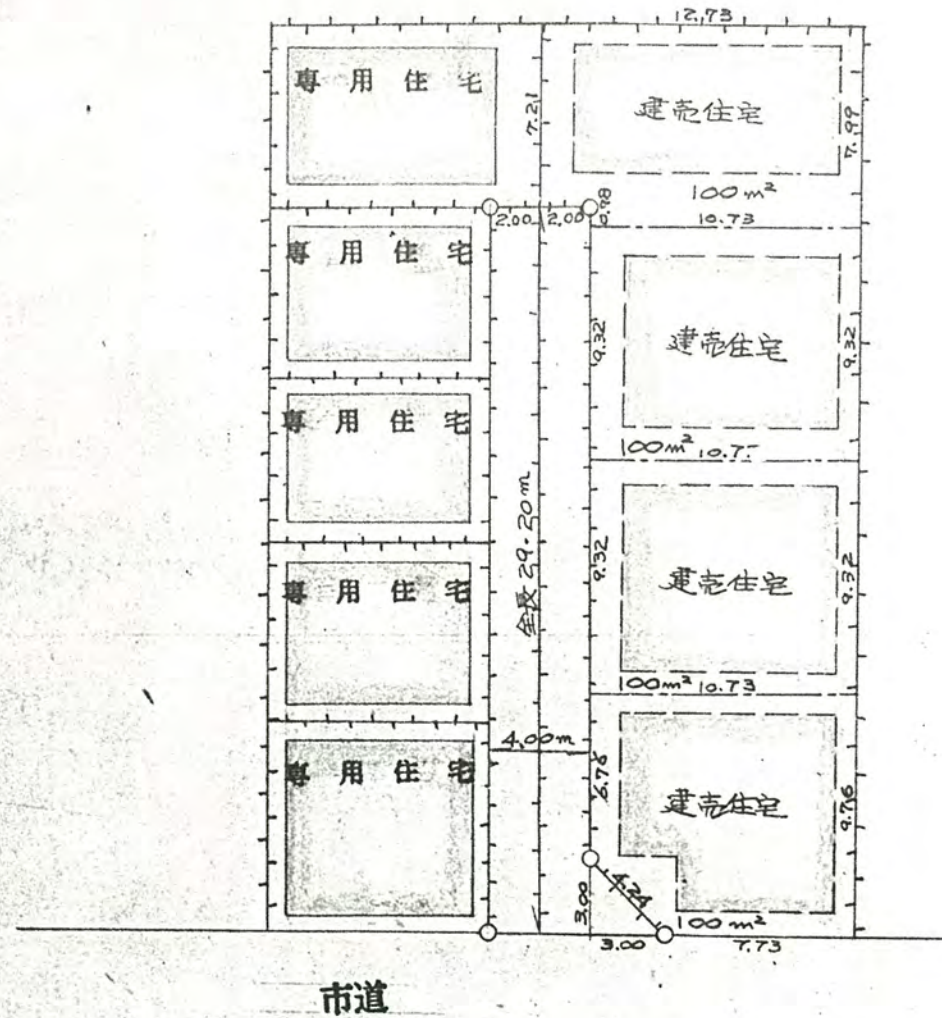 12.73
専用住宅
建売住宅
7.21
7.99
100m²
2.00 2.00
0.78
10.73
専用住宅
建売住宅
9.32
9.32
専用住宅
100m²
全長29.20m
建売住宅
9.32
9.32
専用住宅
100m² 10.73
4.00m
専用住宅
建売住宅
6.76
9.76
4.24
3.00
100m²
3.00
7.73
市道